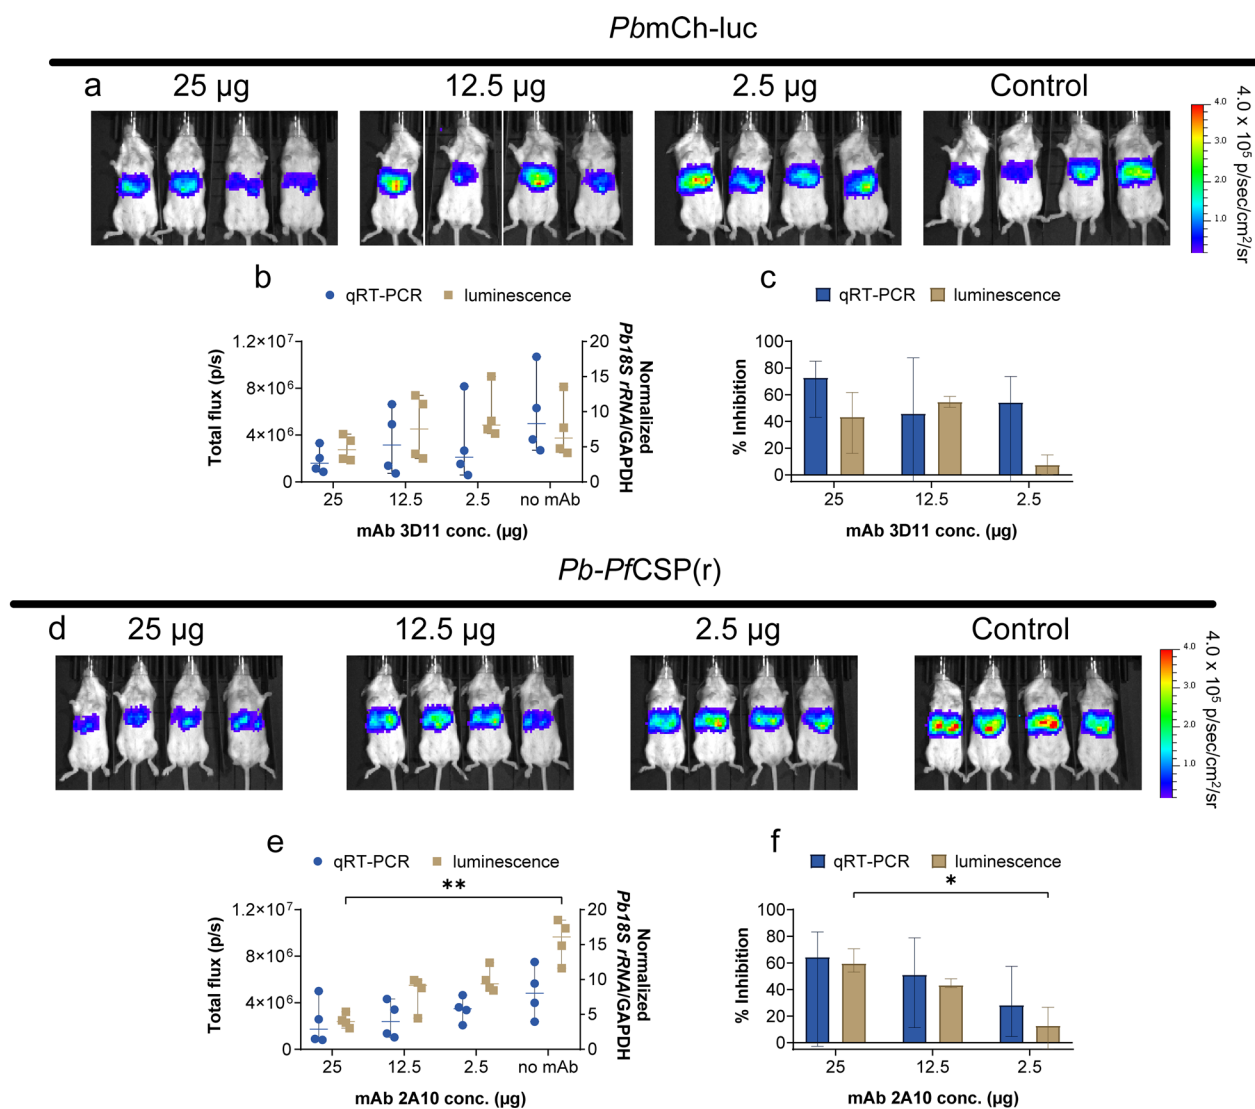 PbmCh-luc
a
25 µg
12.5 µg
2.5 µg
Control
4.0
3.0
2.0
1.0
4.0 x 10⁵ p/sec/cm²/sr
b
qRT-PCR
luminescence
Total flux (p/s)
1.2×10⁷
8×10⁶
4×10⁶
0
20
15
10
5
0
Normalized
Pb18S rRNA/GAPDH
25
12.5
2.5
no mAb
mAb 3D11 conc. (µg)
c
qRT-PCR
luminescence
% Inhibition
100
80
60
40
20
0
25
12.5
2.5
mAb 3D11 conc. (µg)
Pb-PfCSP(r)
d
25 µg
12.5 µg
2.5 µg
Control
4.0
3.0
2.0
1.0
4.0 x 10⁵ p/sec/cm²/sr
e
qRT-PCR
luminescence
**
Total flux (p/s)
1.2×10⁷
8×10⁶
4×10⁶
0
20
15
10
5
0
Normalized
Pb18S rRNA/GAPDH
25
12.5
2.5
no mAb
mAb 2A10 conc. (µg)
f
qRT-PCR
luminescence
*
% Inhibition
100
80
60
40
20
0
25
12.5
2.5
mAb 2A10 conc. (µg)